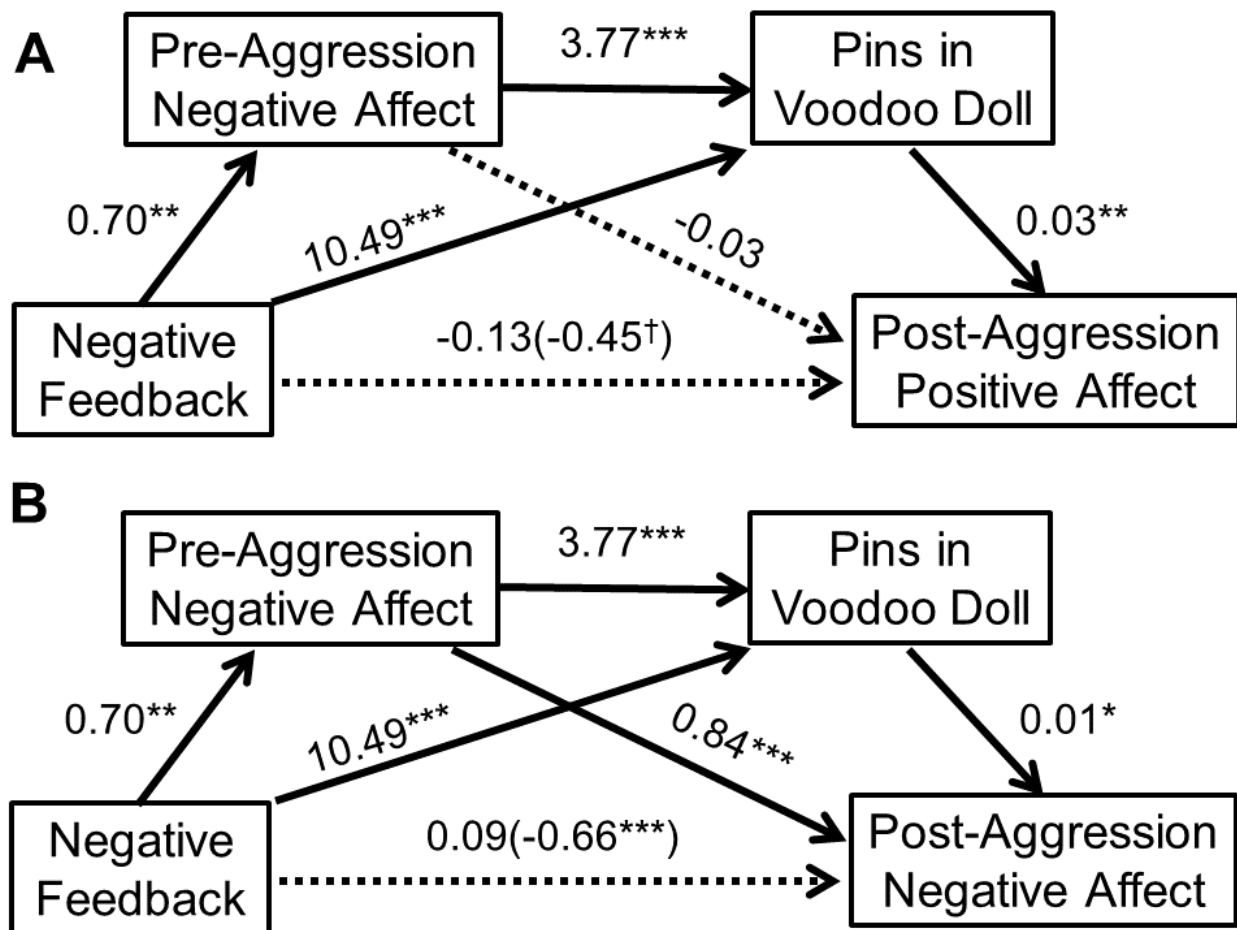 A
Pre-Aggression
Negative Affect
3.77***
Pins in
Voodoo Doll
0.70**
10.49***
-0.03
0.03**
Negative
Feedback
-0.13(-0.45†)
Post-Aggression
Positive Affect
B
Pre-Aggression
Negative Affect
3.77***
Pins in
Voodoo Doll
0.70**
10.49***
0.84***
0.01*
Negative
Feedback
0.09(-0.66***)
Post-Aggression
Negative Affect